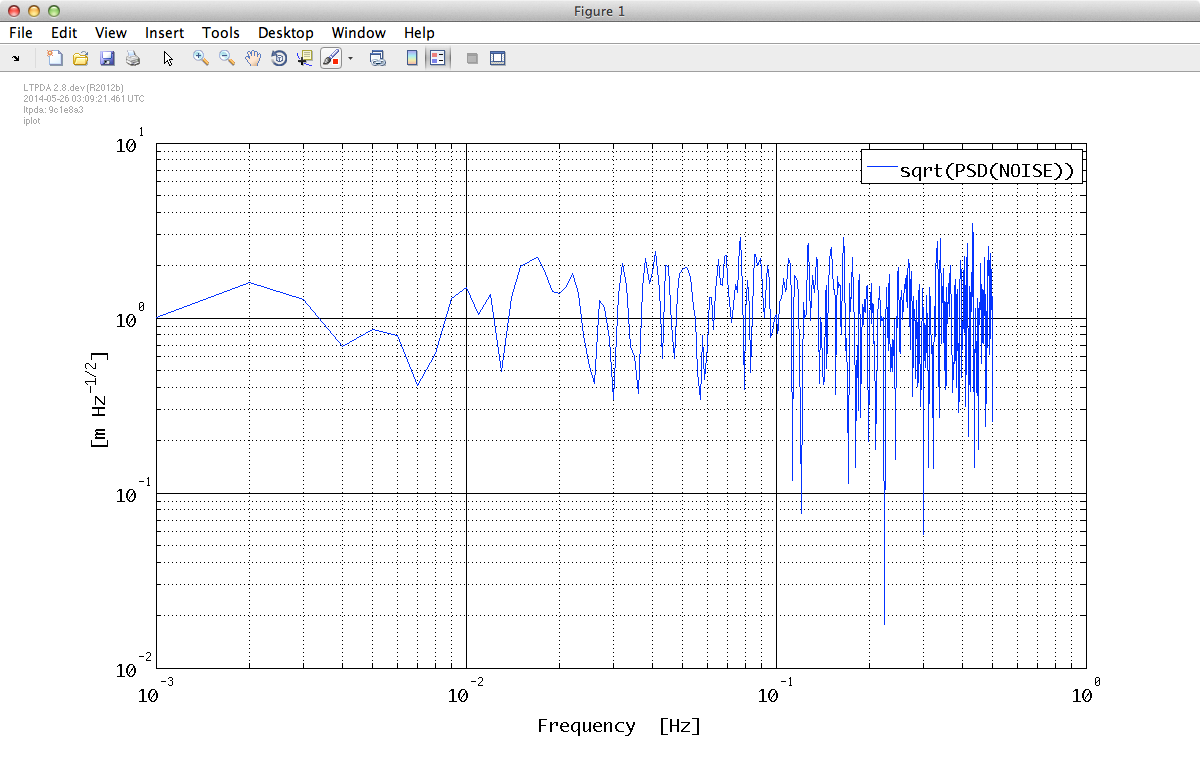 Figure 1
File Edit View Insert Tools Desktop Window Help
LTPDA 2.8.dev (R2012b)
2014-05-26 03:09:21.461 UTC
ltpda: 9c1e8a3
iplot
10^1
10^0
10^-1
10^-2
[m Hz^-1/2]
sqrt(PSD(NOISE))
10^-3 10^-2 10^-1 10^0
Frequency [Hz]